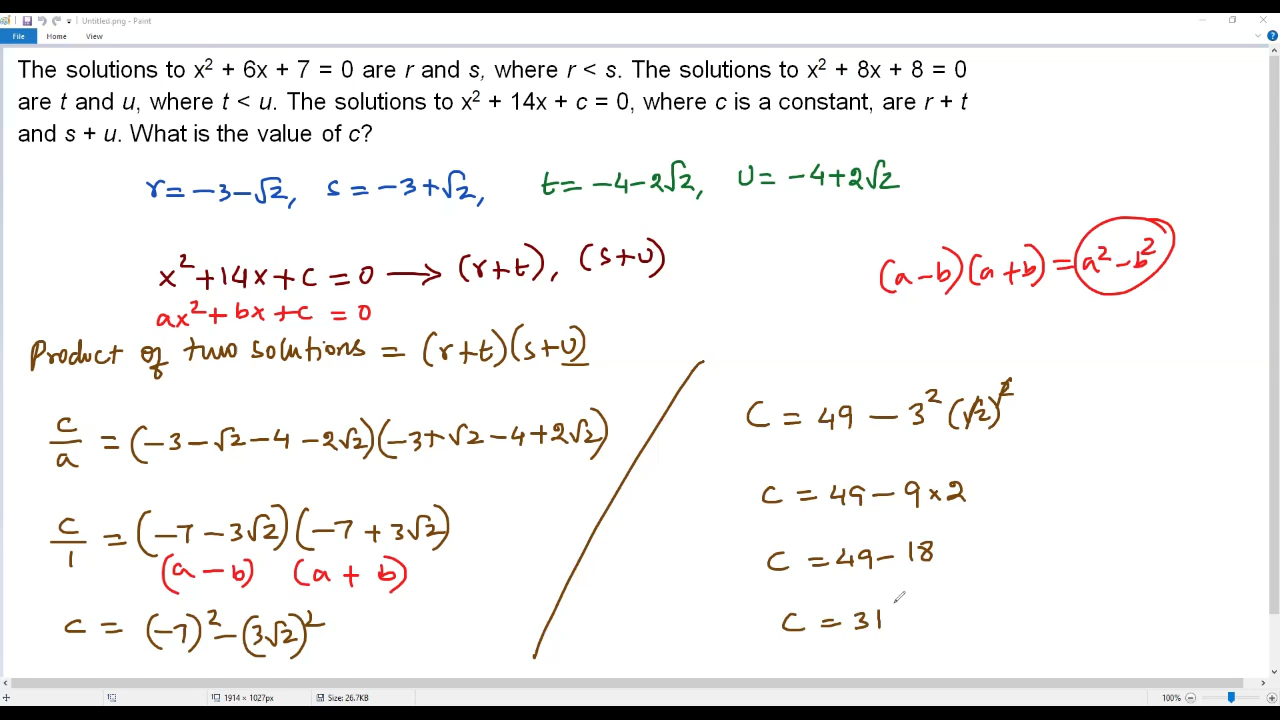 Untitled.png - Paint
File Home View
The solutions to x² + 6x + 7 = 0 are r and s, where r < s. The solutions to x² + 8x + 8 = 0
are t and u, where t < u. The solutions to x² + 14x + c = 0, where c is a constant, are r + t
and s + u. What is the value of c?
r = -3-√2, s = -3+√2, t = -4-2√2, U = -4+2√2
x² + 14x + c = 0 → (r+t), (s+U)
(a-b)(a+b) = a² - b²
ax² + bx + c = 0
Product of two solutions = (r+t)(s+U)
c/a = (-3-√2-4-2√2)(-3+√2-4+2√2)
c/1 = (-7-3√2)(-7+3√2)
(a-b) (a+b)
c = (-7)² - (3√2)²
C = 49 - 3² (√2)²
C = 49 - 9×2
C = 49 - 18
C = 31
1914 × 1027px Size: 26.7KB 100%